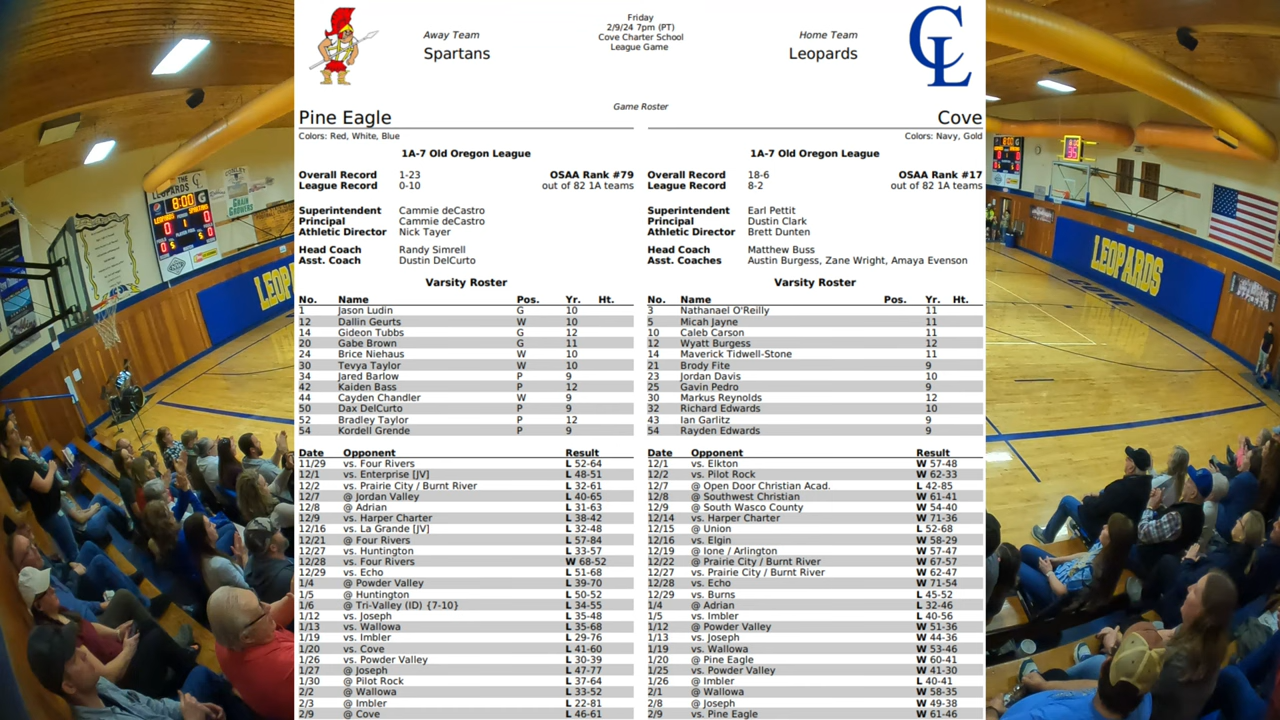 Friday
2/9/24 7pm (PT)
Cove Charter School
League Game
Away Team
Spartans
Home Team
Leopards
CL
Game Roster
Pine Eagle
Colors: Red, White, Blue
1A-7 Old Oregon League
Overall Record 1-23 OSAA Rank #79
League Record 0-10 out of 82 1A teams
Superintendent Cammie deCastro
Principal Cammie deCastro
Athletic Director Nick Tayer
Head Coach Randy Simrell
Asst. Coach Dustin DelCurto
Varsity Roster
No. Name Pos. Yr. Ht.
1 Jason Ludin G 10
12 Dallin Geurts W 10
14 Gideon Tubbs G 12
20 Gabe Brown G 11
24 Brice Niehaus W 10
30 Tevya Taylor W 10
34 Jared Barlow P 9
42 Kaiden Bass P 12
44 Cayden Chandler W 9
50 Dax DelCurto P 9
52 Bradley Taylor P 12
54 Kordell Grende P 9
Date Opponent Result
11/29 vs. Four Rivers L 52-64
12/1 vs. Enterprise [JV] L 48-51
12/2 vs. Prairie City / Burnt River L 32-61
12/7 @ Jordan Valley L 40-65
12/8 @ Adrian L 31-63
12/9 vs. Harper Charter L 38-42
12/16 vs. La Grande [JV] L 32-48
12/21 @ Four Rivers L 57-84
12/27 vs. Huntington L 33-57
12/28 vs. Four Rivers W 68-52
12/29 vs. Echo L 51-68
1/4 @ Powder Valley L 39-70
1/5 @ Huntington L 50-52
1/6 @ Tri-Valley (ID) {7-10} L 34-55
1/12 vs. Joseph L 35-48
1/13 vs. Wallowa L 35-68
1/19 vs. Imbler L 29-76
1/20 vs. Cove L 41-60
1/26 vs. Powder Valley L 30-39
1/27 @ Joseph L 47-77
1/30 @ Pilot Rock L 37-64
2/2 @ Wallowa L 33-52
2/3 @ Imbler L 22-81
2/9 @ Cove L 46-61
Cove
Colors: Navy, Gold
1A-7 Old Oregon League
Overall Record 18-6 OSAA Rank #17
League Record 8-2 out of 82 1A teams
Superintendent Earl Pettit
Principal Dustin Clark
Athletic Director Brett Dunten
Head Coach Matthew Buss
Asst. Coaches Austin Burgess, Zane Wright, Amaya Evenson
Varsity Roster
No. Name Pos. Yr. Ht.
3 Nathanael O'Reilly 11
5 Micah Jayne 11
10 Caleb Carson 11
12 Wyatt Burgess 12
14 Maverick Tidwell-Stone 11
21 Brody Fite 9
23 Jordan Davis 10
25 Gavin Pedro 9
30 Markus Reynolds 12
32 Richard Edwards 10
43 Ian Garlitz 9
54 Rayden Edwards 9
Date Opponent Result
12/1 vs. Elkton W 57-48
12/2 vs. Pilot Rock W 62-33
12/7 @ Open Door Christian Acad. L 42-85
12/8 @ Southwest Christian W 61-41
12/9 @ South Wasco County W 54-40
12/14 vs. Harper Charter W 71-36
12/15 @ Union L 52-68
12/16 vs. Elgin W 58-29
12/19 @ Ione / Arlington W 57-47
12/22 @ Prairie City / Burnt River W 67-57
12/27 vs. Prairie City / Burnt River W 62-47
12/28 vs. Echo W 71-54
12/29 vs. Burns L 45-52
1/4 @ Adrian L 32-46
1/5 vs. Imbler L 40-56
1/12 @ Powder Valley W 51-36
1/13 vs. Joseph W 44-36
1/19 vs. Wallowa W 53-46
1/20 @ Pine Eagle W 60-41
1/25 vs. Powder Valley W 41-30
1/26 @ Imbler L 40-41
2/1 @ Wallowa W 58-35
2/8 @ Joseph W 49-38
2/9 vs. Pine Eagle W 61-46
THE LEOPARDS
8:00
LEOPARDS SPARTANS
0 1 0
GRAIN GROWERS
LEOP
LEOPARDS